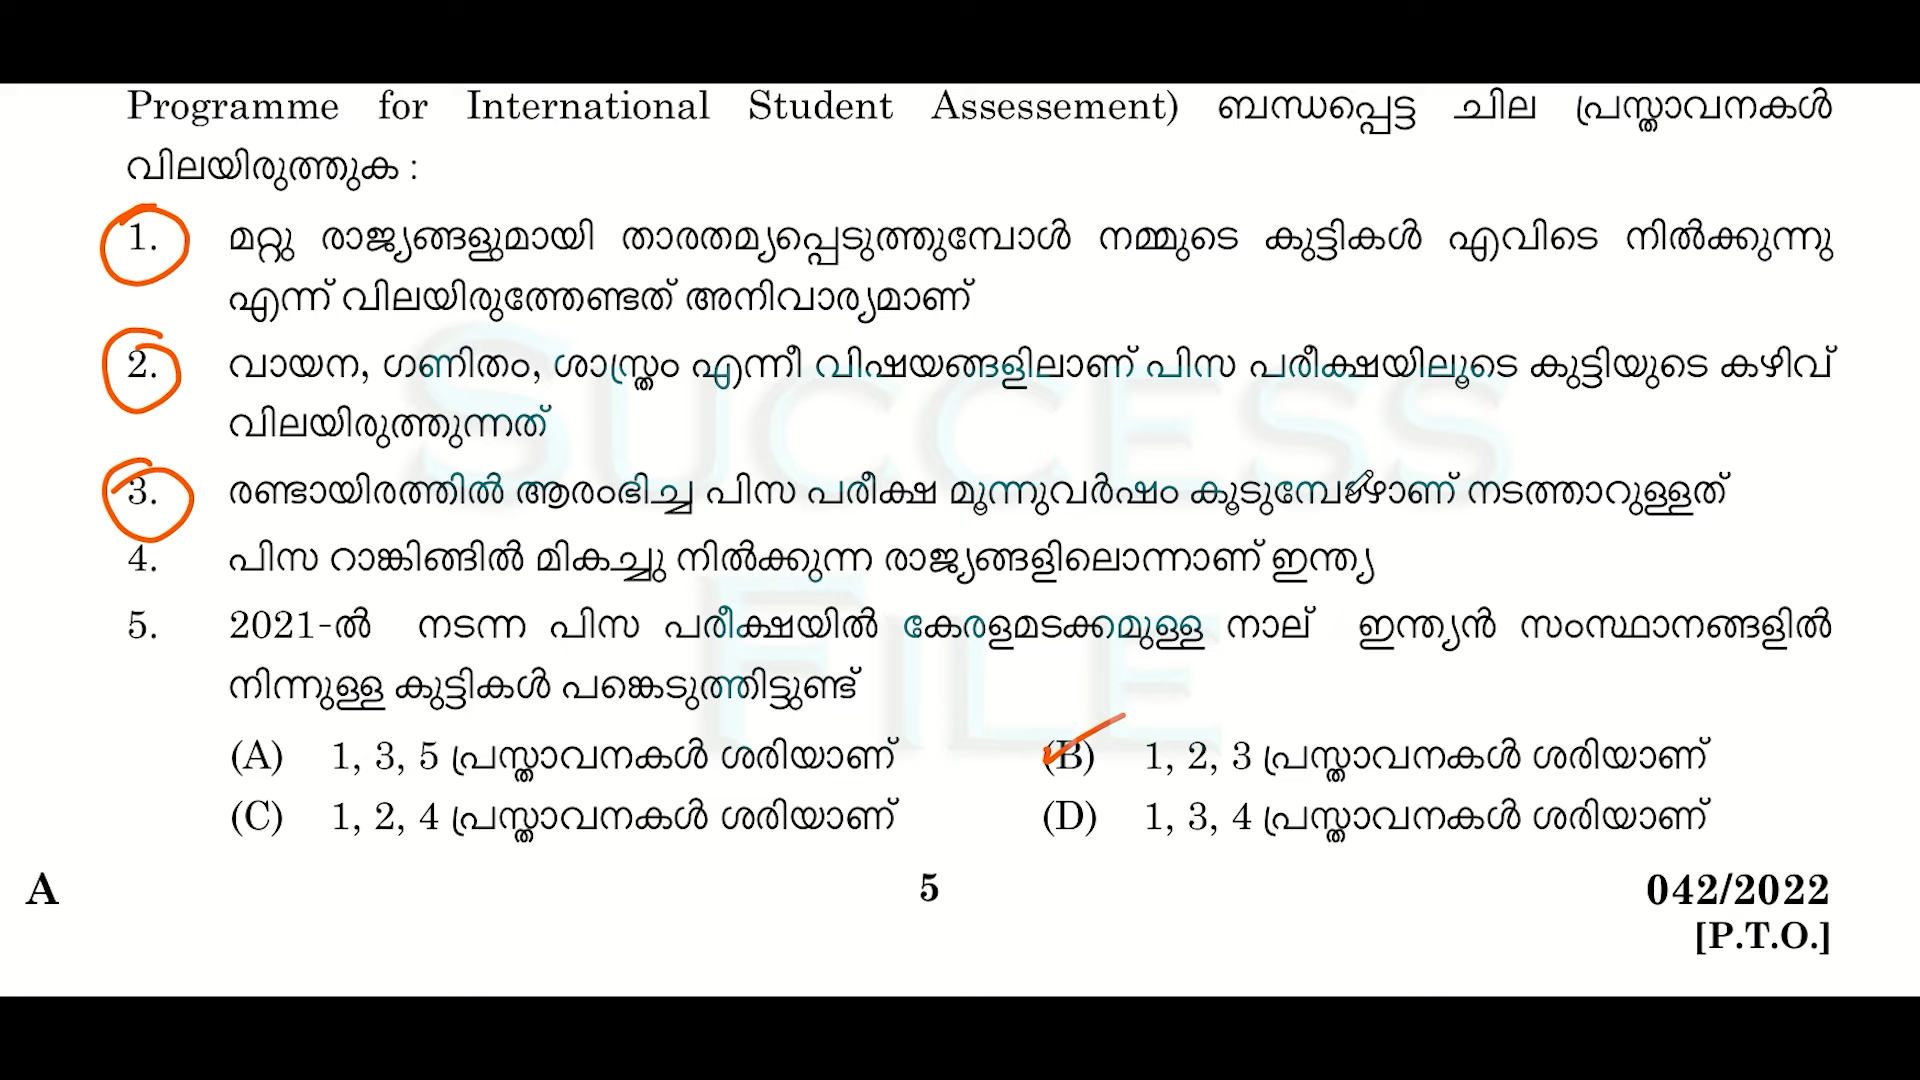 Programme for International Student Assessement) ബന്ധപ്പെട്ട ചില പ്രസ്താവനകൾ
വിലയിരുത്തുക :
1. മറ്റു രാജ്യങ്ങളുമായി താരതമ്യപ്പെടുത്തുമ്പോൾ നമ്മുടെ കുട്ടികൾ എവിടെ നിൽക്കുന്നു
എന്ന് വിലയിരുത്തേണ്ടത് അനിവാര്യമാണ്
2. വായന, ഗണിതം, ശാസ്ത്രം എന്നീ വിഷയങ്ങളിലാണ് പിസ പരീക്ഷയിലൂടെ കുട്ടിയുടെ കഴിവ്
വിലയിരുത്തുന്നത്
3. രണ്ടായിരത്തിൽ ആരംഭിച്ച പിസ പരീക്ഷ മൂന്നുവർഷം കൂടുമ്പോഴാണ് നടത്താറുള്ളത്
4. പിസ റാങ്കിങ്ങിൽ മികച്ചു നിൽക്കുന്ന രാജ്യങ്ങളിലൊന്നാണ് ഇന്ത്യ
5. 2021-ൽ നടന്ന പിസ പരീക്ഷയിൽ കേരളമടക്കമുള്ള നാല് ഇന്ത്യൻ സംസ്ഥാനങ്ങളിൽ
നിന്നുള്ള കുട്ടികൾ പങ്കെടുത്തിട്ടുണ്ട്
(A) 1, 3, 5 പ്രസ്താവനകൾ ശരിയാണ് (B) 1, 2, 3 പ്രസ്താവനകൾ ശരിയാണ്
(C) 1, 2, 4 പ്രസ്താവനകൾ ശരിയാണ് (D) 1, 3, 4 പ്രസ്താവനകൾ ശരിയാണ്
A 5 042/2022
[P.T.O.]
SUCCESS
FILE